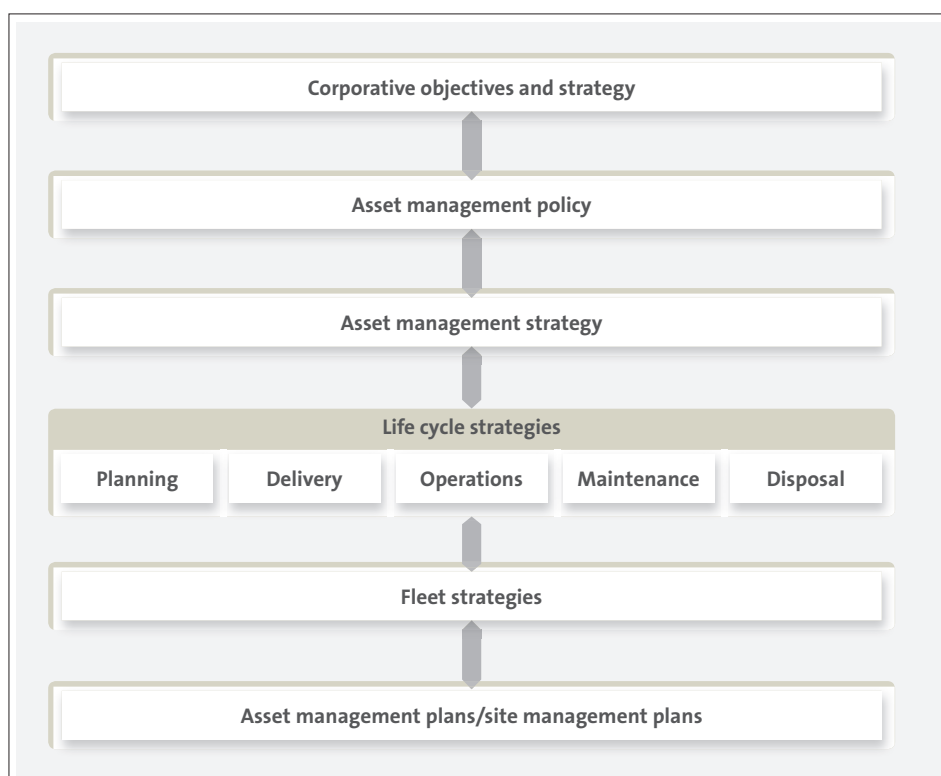 Corporative objectives and strategy
Asset management policy
Asset management strategy
Life cycle strategies
Planning
Delivery
Operations
Maintenance
Disposal
Fleet strategies
Asset management plans/site management plans